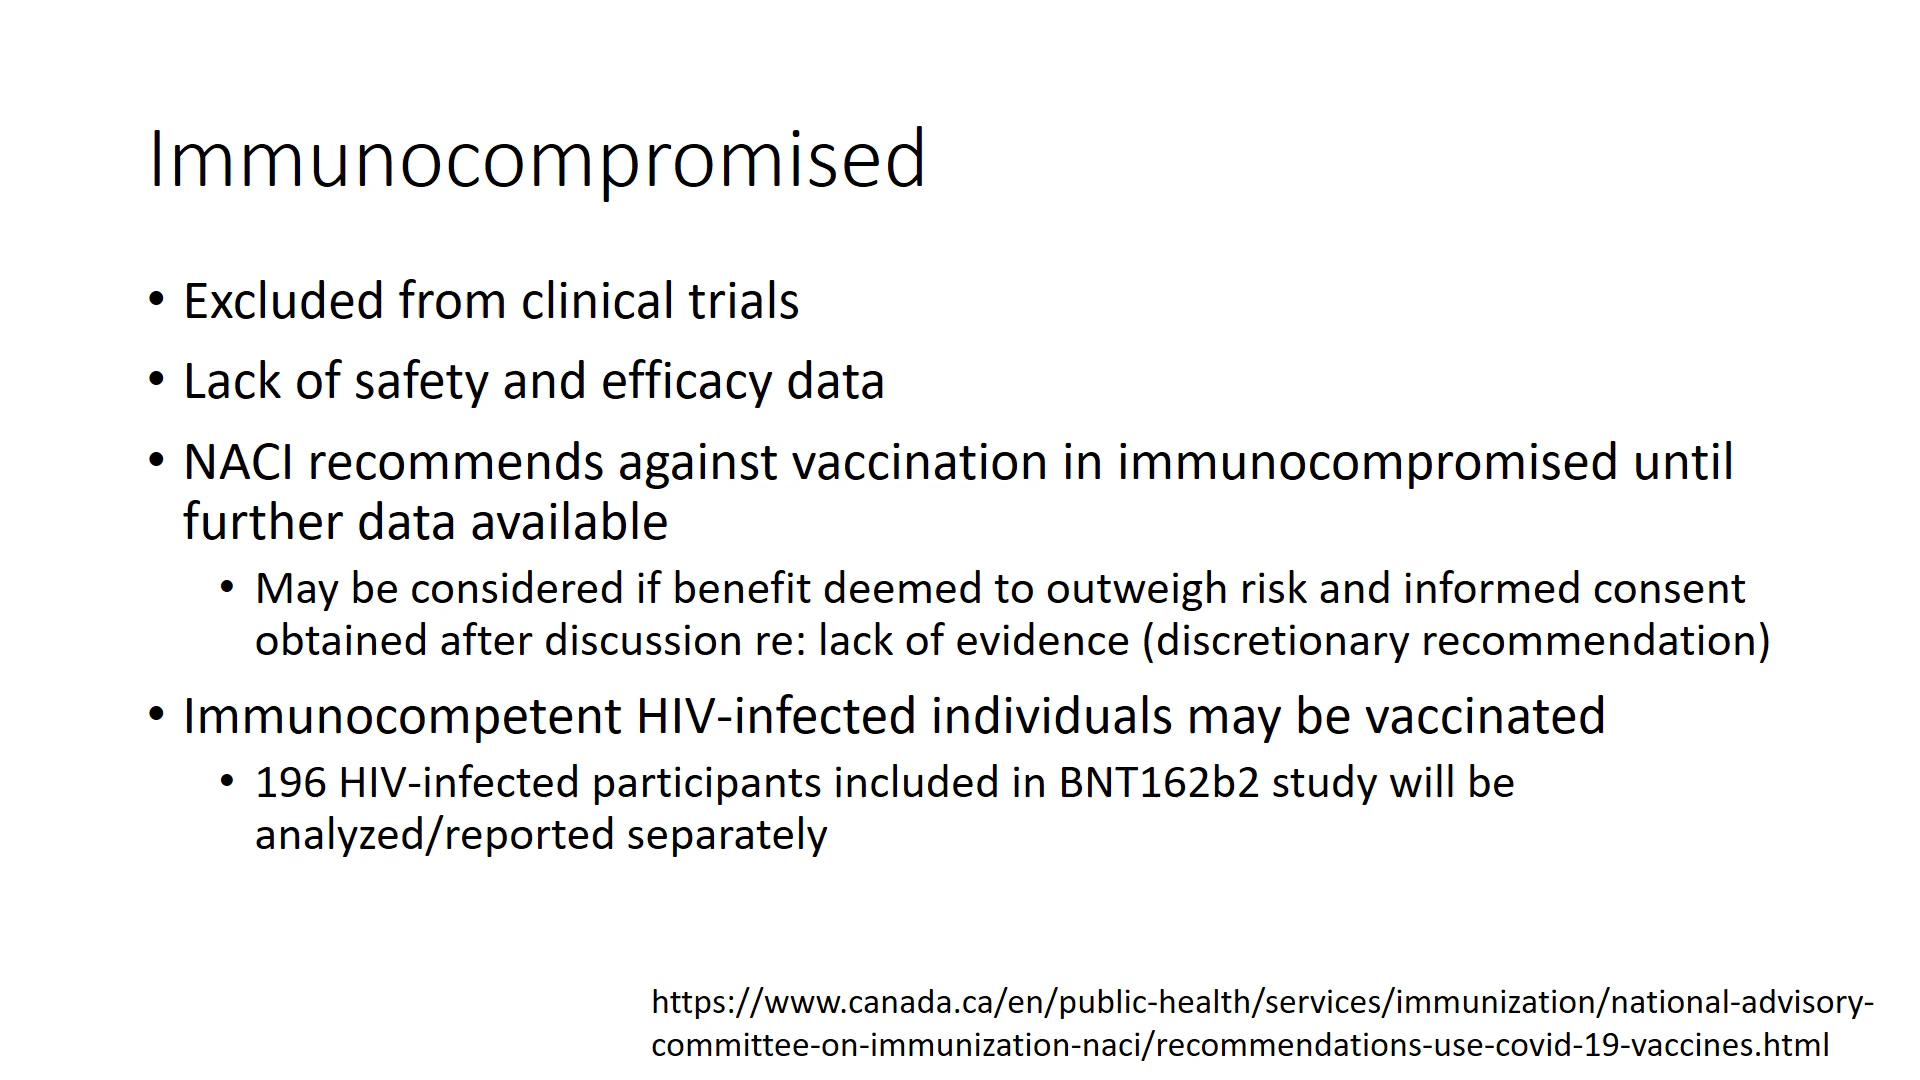 Immunocompromised
• Excluded from clinical trials
• Lack of safety and efficacy data
• NACI recommends against vaccination in immunocompromised until
further data available
• May be considered if benefit deemed to outweigh risk and informed consent
obtained after discussion re: lack of evidence (discretionary recommendation)
• Immunocompetent HIV-infected individuals may be vaccinated
• 196 HIV-infected participants included in BNT162b2 study will be
analyzed/reported separately
https://www.canada.ca/en/public-health/services/immunization/national-advisory-
committee-on-immunization-naci/recommendations-use-covid-19-vaccines.html